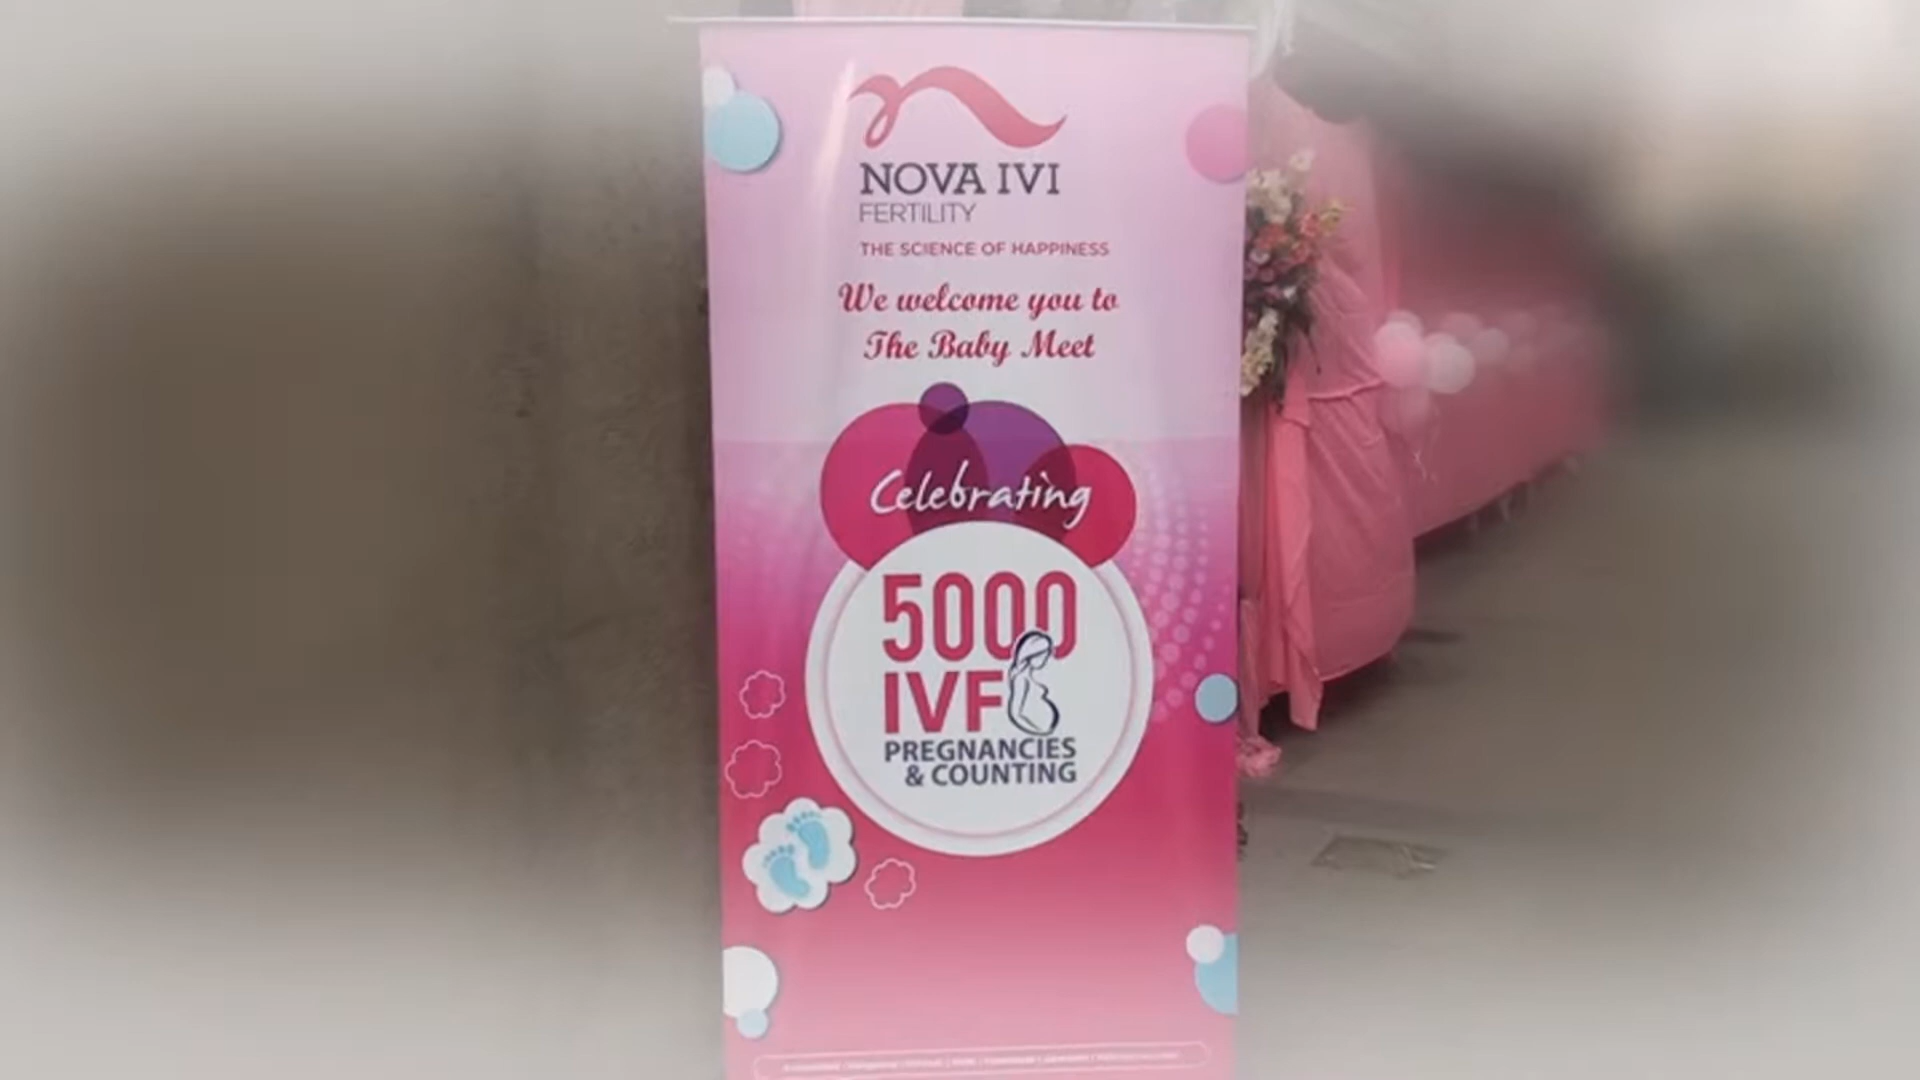 NOVA IVI
FERTILITY
THE SCIENCE OF HAPPINESS
We welcome you to
The Baby Meet
Celebrating
5000
IVF
PREGNANCIES
& COUNTING